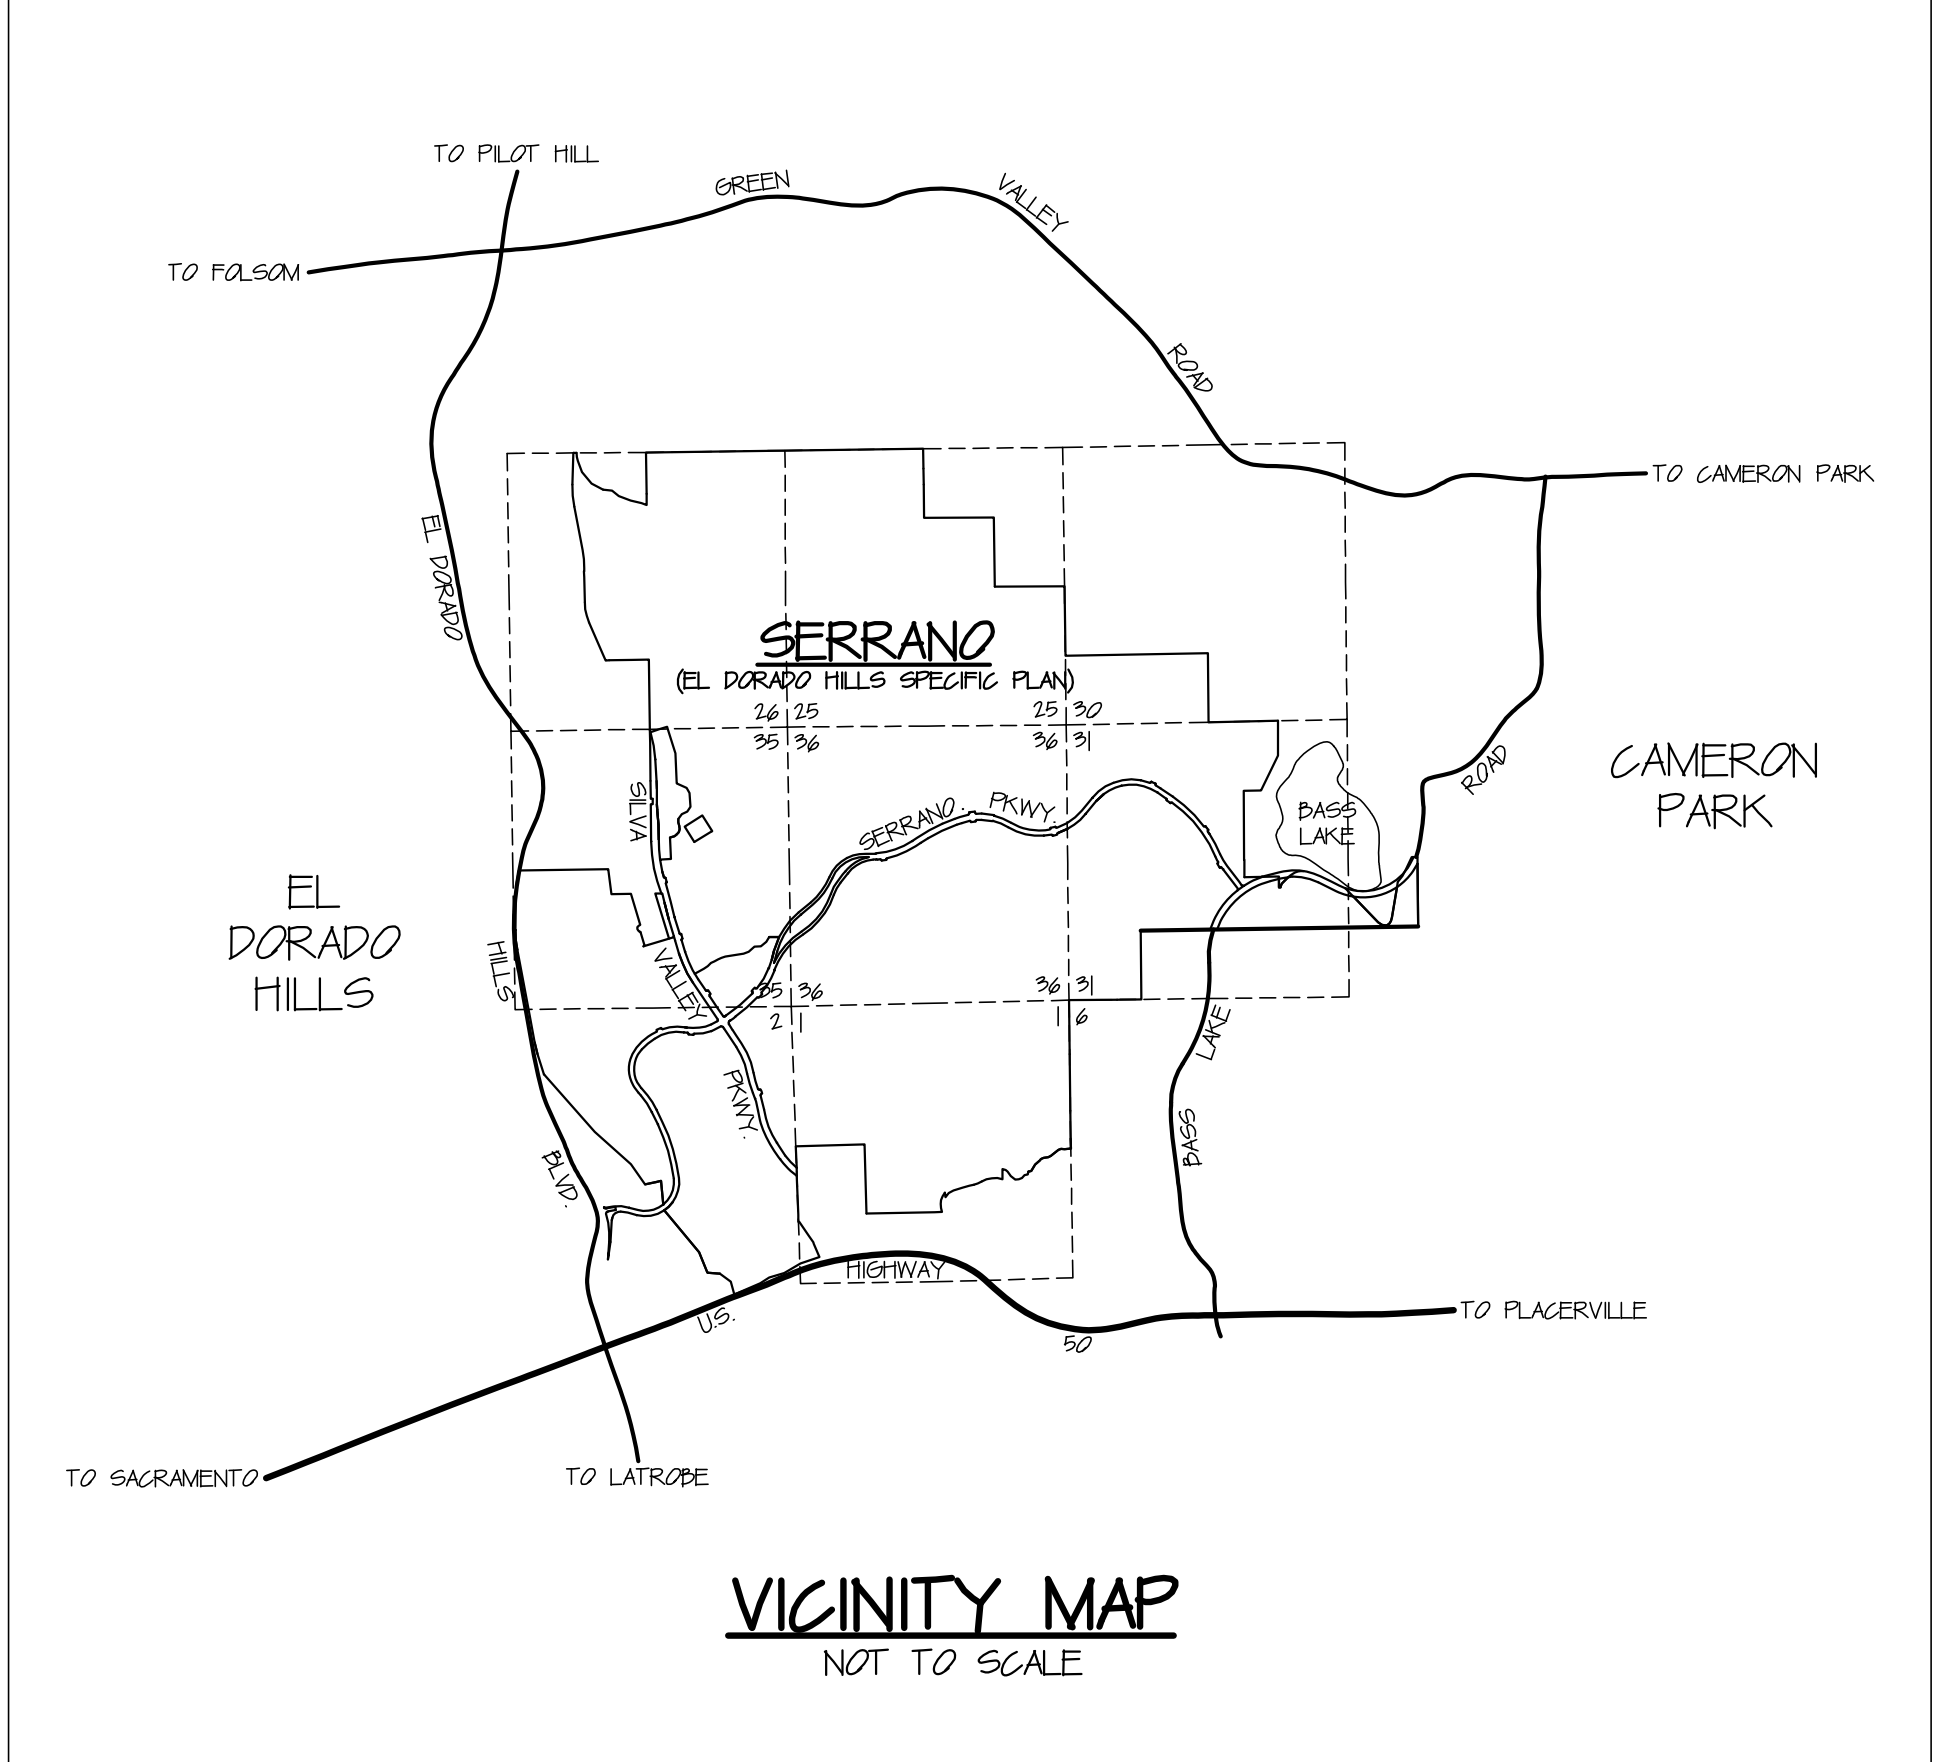 TO PILOT HILL
GREEN VALLEY ROAD
TO FOLSOM
TO CAMERON PARK
EL DORADO HILLS BLVD.
SERRANO
(EL DORADO HILLS SPECIFIC PLAN)
26 25
35 36
25 30
36 31
SILVA VALLEY PKWY.
SERRANO. PKWY.
BASS
LAKE
BASS LAKE ROAD
CAMERON
PARK
EL
DORADO
HILLS
35 36
2 1
36 31
1 6
U.S. HIGHWAY 50
TO PLACERVILLE
TO SACRAMENTO
TO LATROBE
VICINITY MAP
NOT TO SCALE